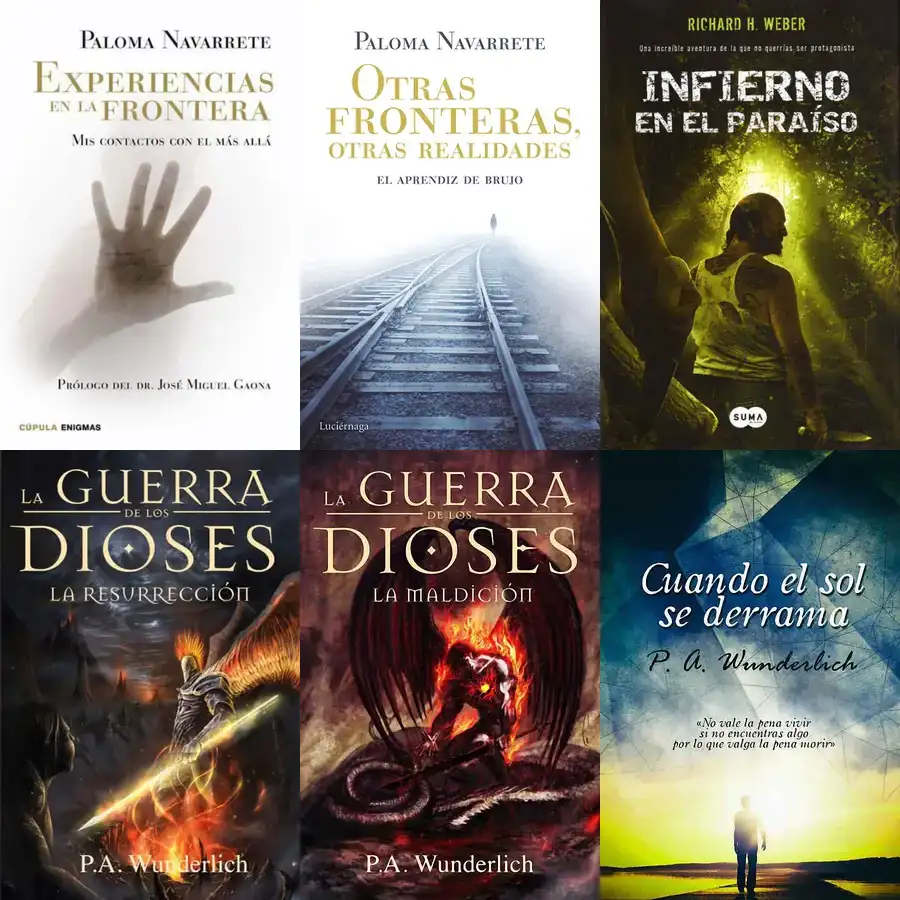 PALOMA NAVARRETE
EXPERIENCIAS
EN LA FRONTERA
MIS CONTACTOS CON EL MÁS ALLÁ
PRÓLOGO DEL DR. JOSÉ MIGUEL GAONA
CÚPULA ENIGMAS
PALOMA NAVARRETE
OTRAS
FRONTERAS,
OTRAS REALIDADES
EL APRENDIZ DE BRUJO
Luciérnaga
RICHARD H. WEBER
Una increíble aventura de la que no querrías ser protagonista
INFIERNO
EN EL PARAÍSO
SUMA
LA GUERRA
DE LOS
DIOSES
LA RESURRECCIÓN
P.A. Wunderlich
LA GUERRA
DE LOS
DIOSES
LA MALDICIÓN
P.A. Wunderlich
Cuando el sol
se derrama
P. A. Wunderlich
«No vale la pena vivir
si no encuentras algo
por lo que valga la pena morir»